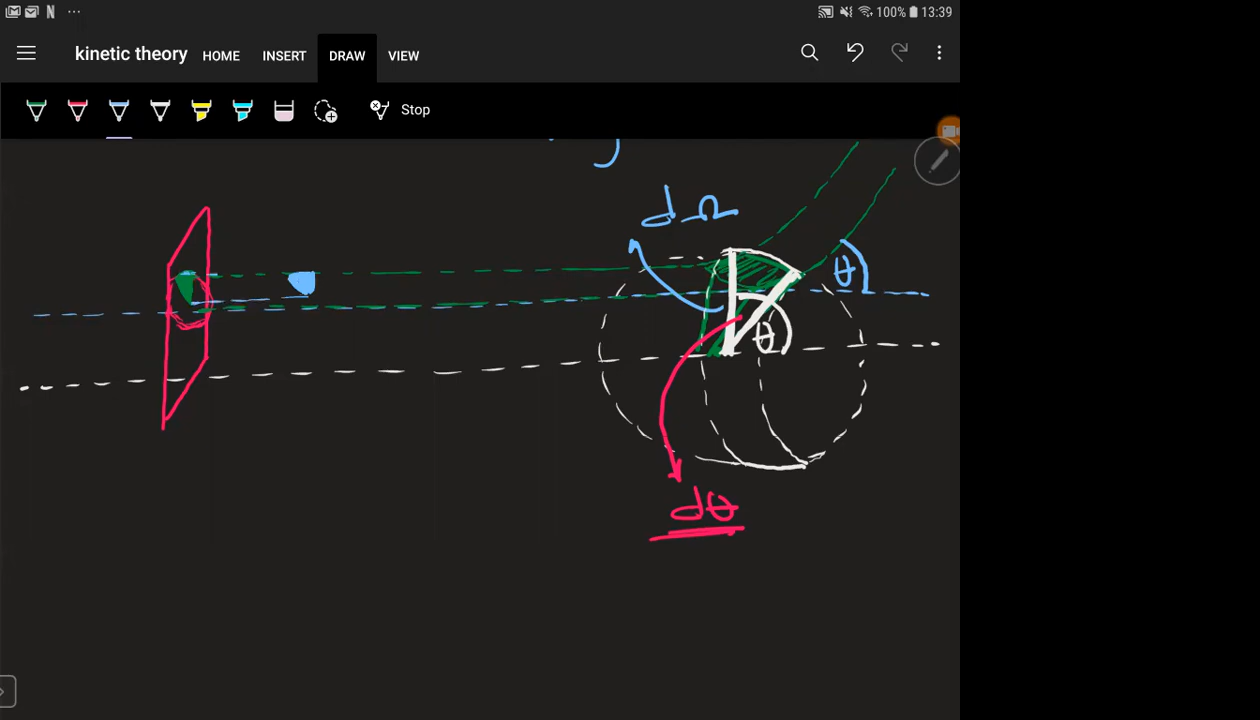 N ... 100% 13:39
kinetic theory HOME INSERT DRAW VIEW
Stop
dΩ
θ
θ
dθ